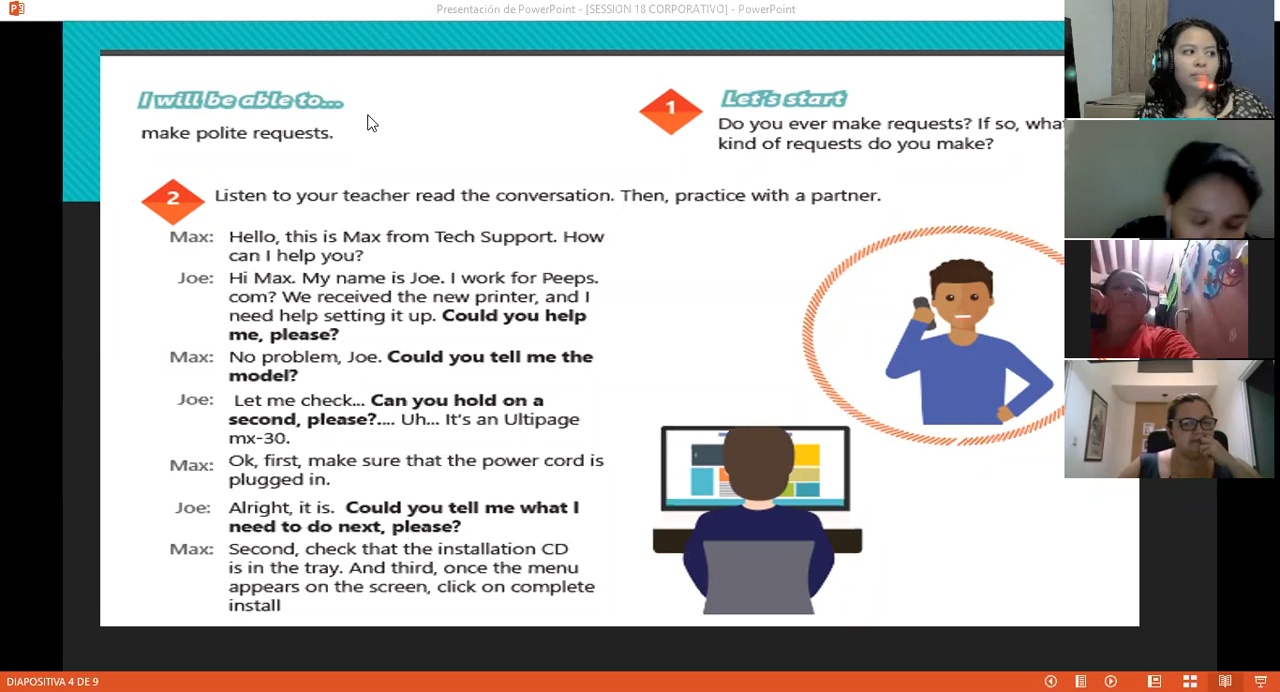 Presentación de PowerPoint - [SESSION 18 CORPORATIVO] - PowerPoint
I will be able to...
make polite requests.
1
Let's start
Do you ever make requests? If so, what
kind of requests do you make?
2
Listen to your teacher read the conversation. Then, practice with a partner.
Max: Hello, this is Max from Tech Support. How
can I help you?
Joe: Hi Max. My name is Joe. I work for Peeps.
com? We received the new printer, and I
need help setting it up. Could you help
me, please?
Max: No problem, Joe. Could you tell me the
model?
Joe: Let me check... Can you hold on a
second, please?.... Uh... It's an Ultipage
mx-30.
Max: Ok, first, make sure that the power cord is
plugged in.
Joe: Alright, it is. Could you tell me what I
need to do next, please?
Max: Second, check that the installation CD
is in the tray. And third, once the menu
appears on the screen, click on complete
install
DIAPOSITIVA 4 DE 9